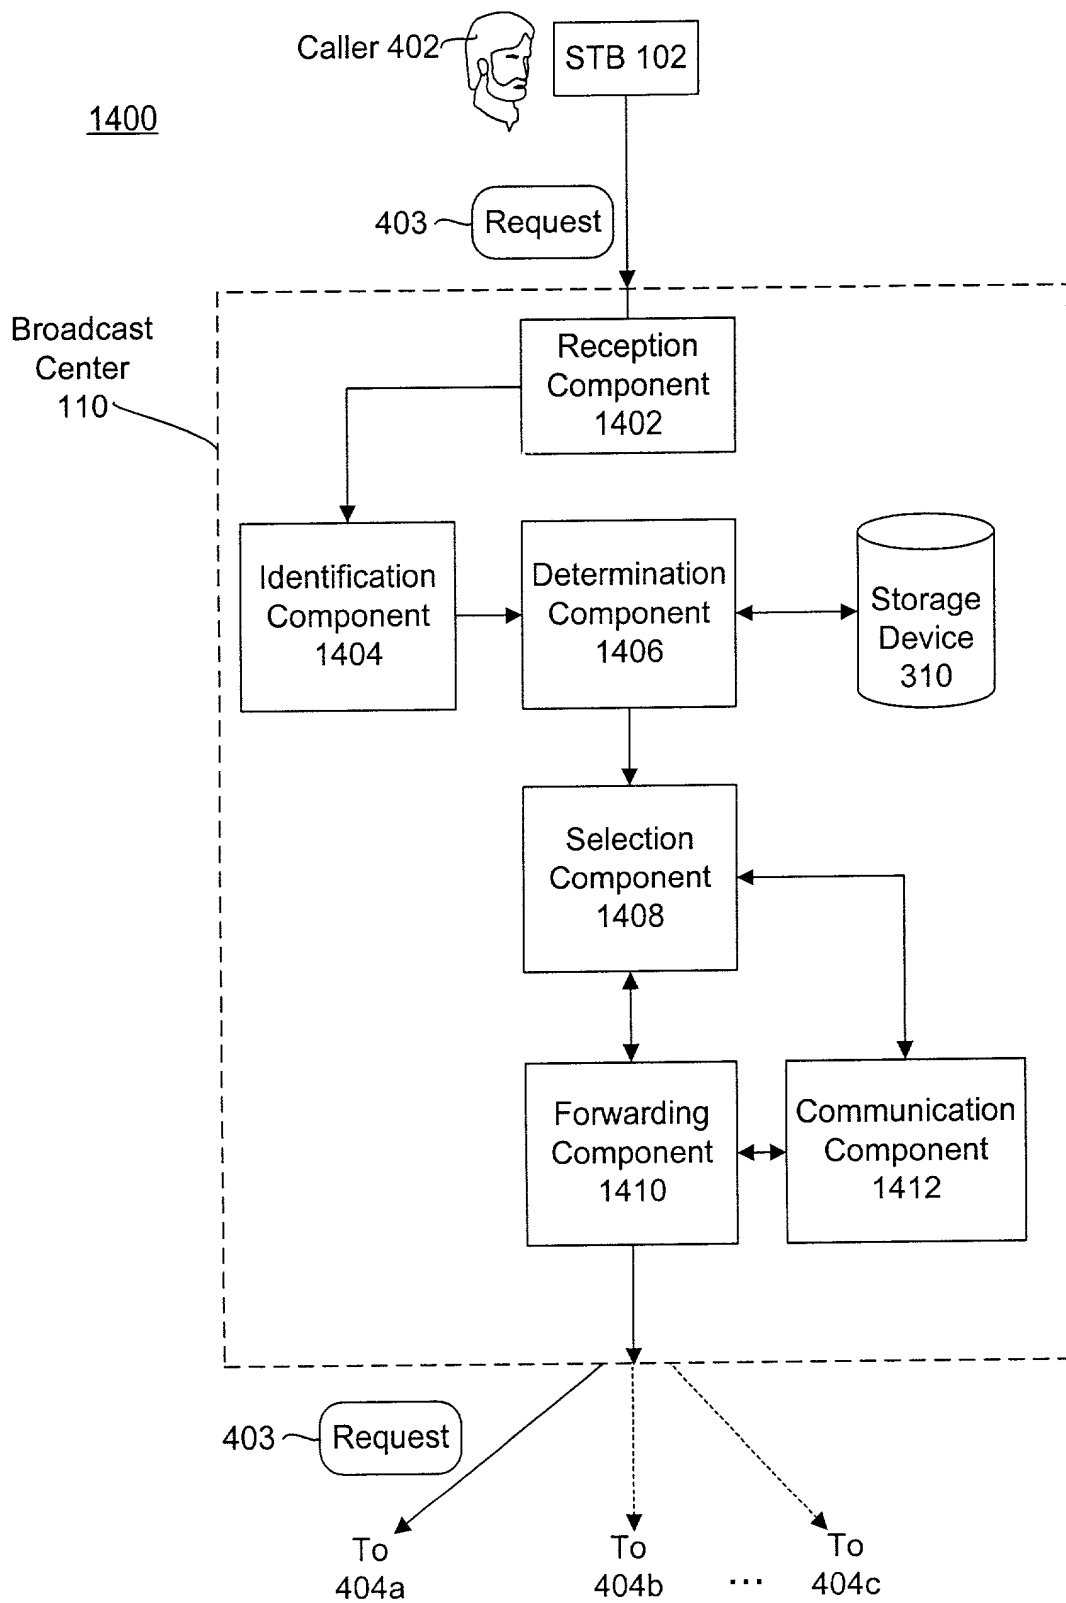 Caller 402
STB 102
1400
403
Request
Broadcast
Center
110
Reception
Component
1402
Identification
Component
1404
Determination
Component
1406
Storage
Device
310
Selection
Component
1408
Forwarding
Component
1410
Communication
Component
1412
403
Request
To
404a
To
404b
...
To
404c